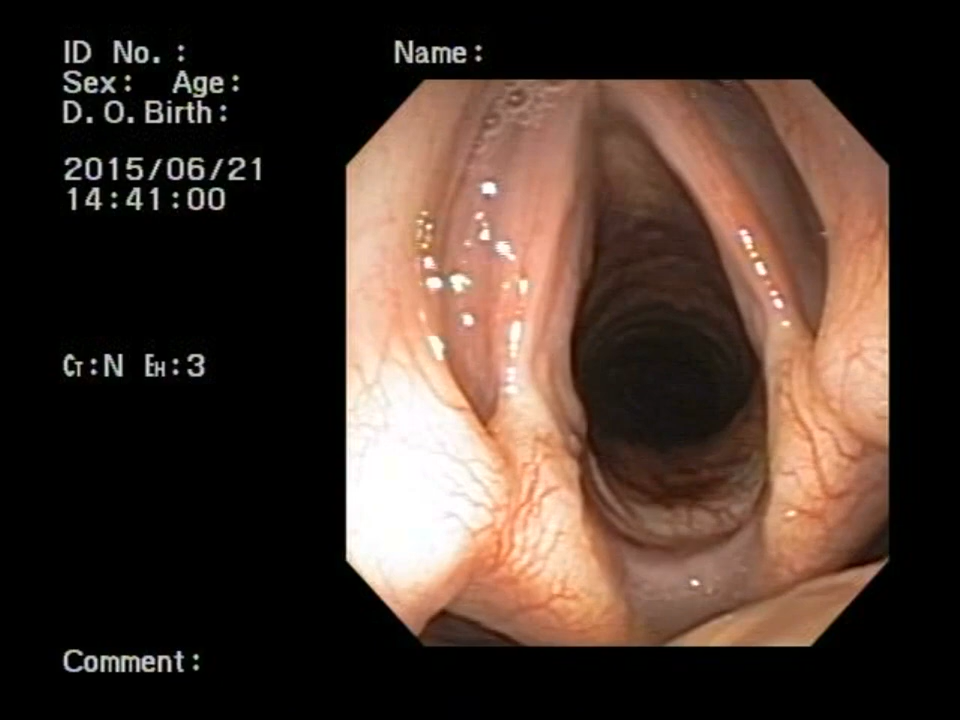 ID No. : Name:
Sex: Age:
D. O. Birth:
2015/06/21
14:41:00
CT:N EH:3
Comment: